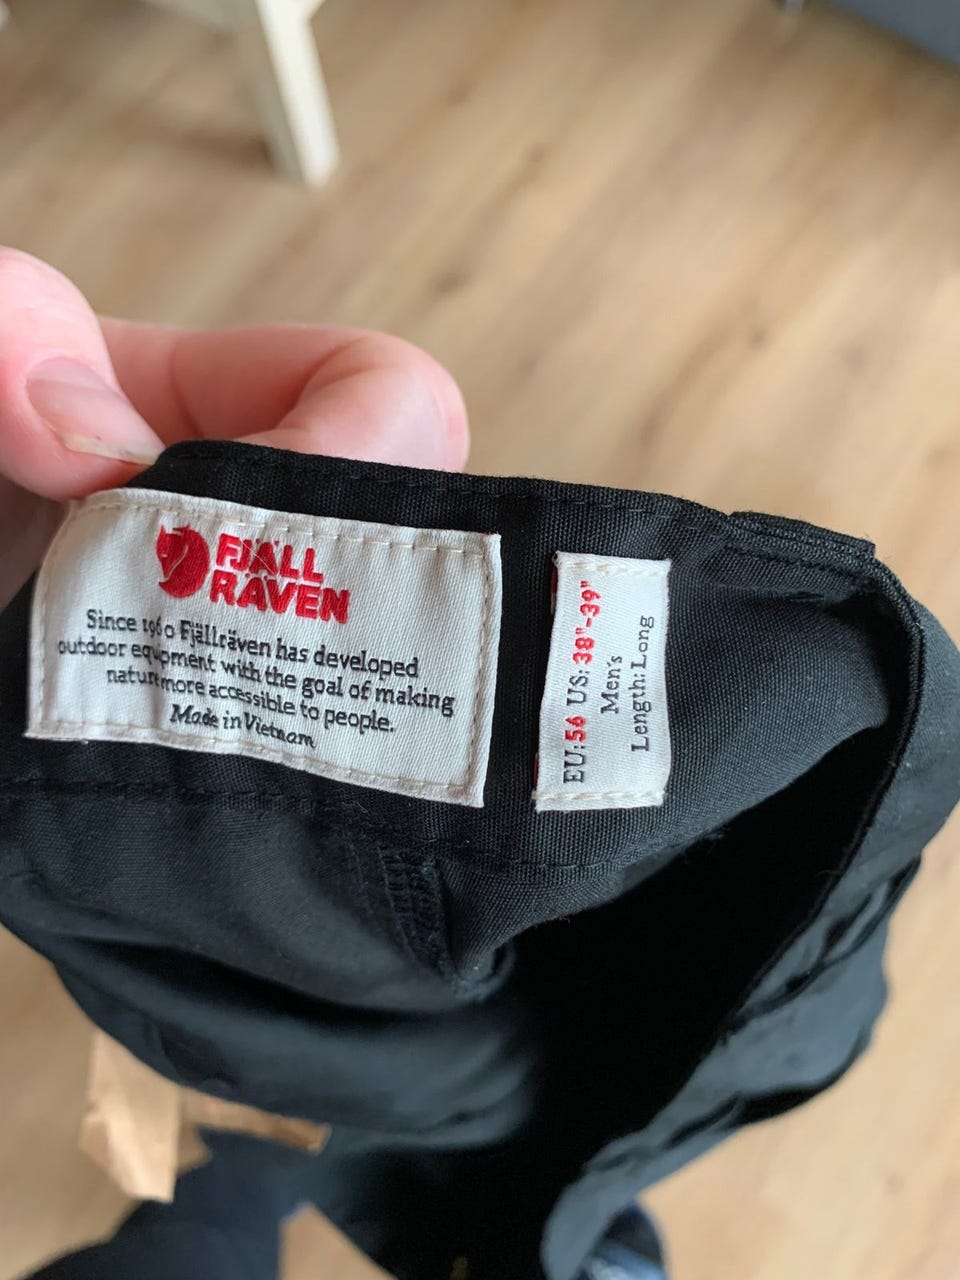 FJÄLL
RÄVEN
Since 1960 Fjällräven has developed
outdoor equipment with the goal of making
nature more accessible to people.
Made in Vietnam
EU:56 US:38"-39"
Men's
Length: Long